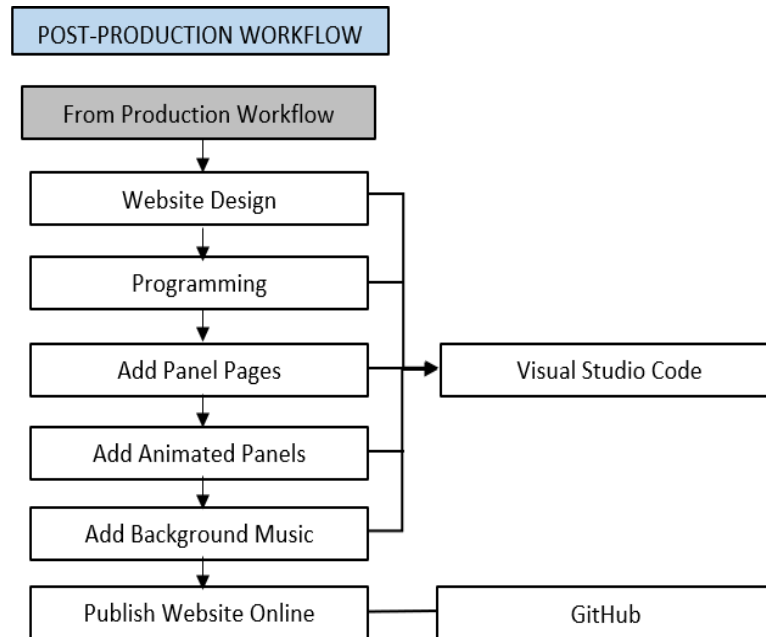 POST-PRODUCTION WORKFLOW
From Production Workflow
Website Design
Programming
Add Panel Pages
Visual Studio Code
Add Animated Panels
Add Background Music
Publish Website Online
GitHub